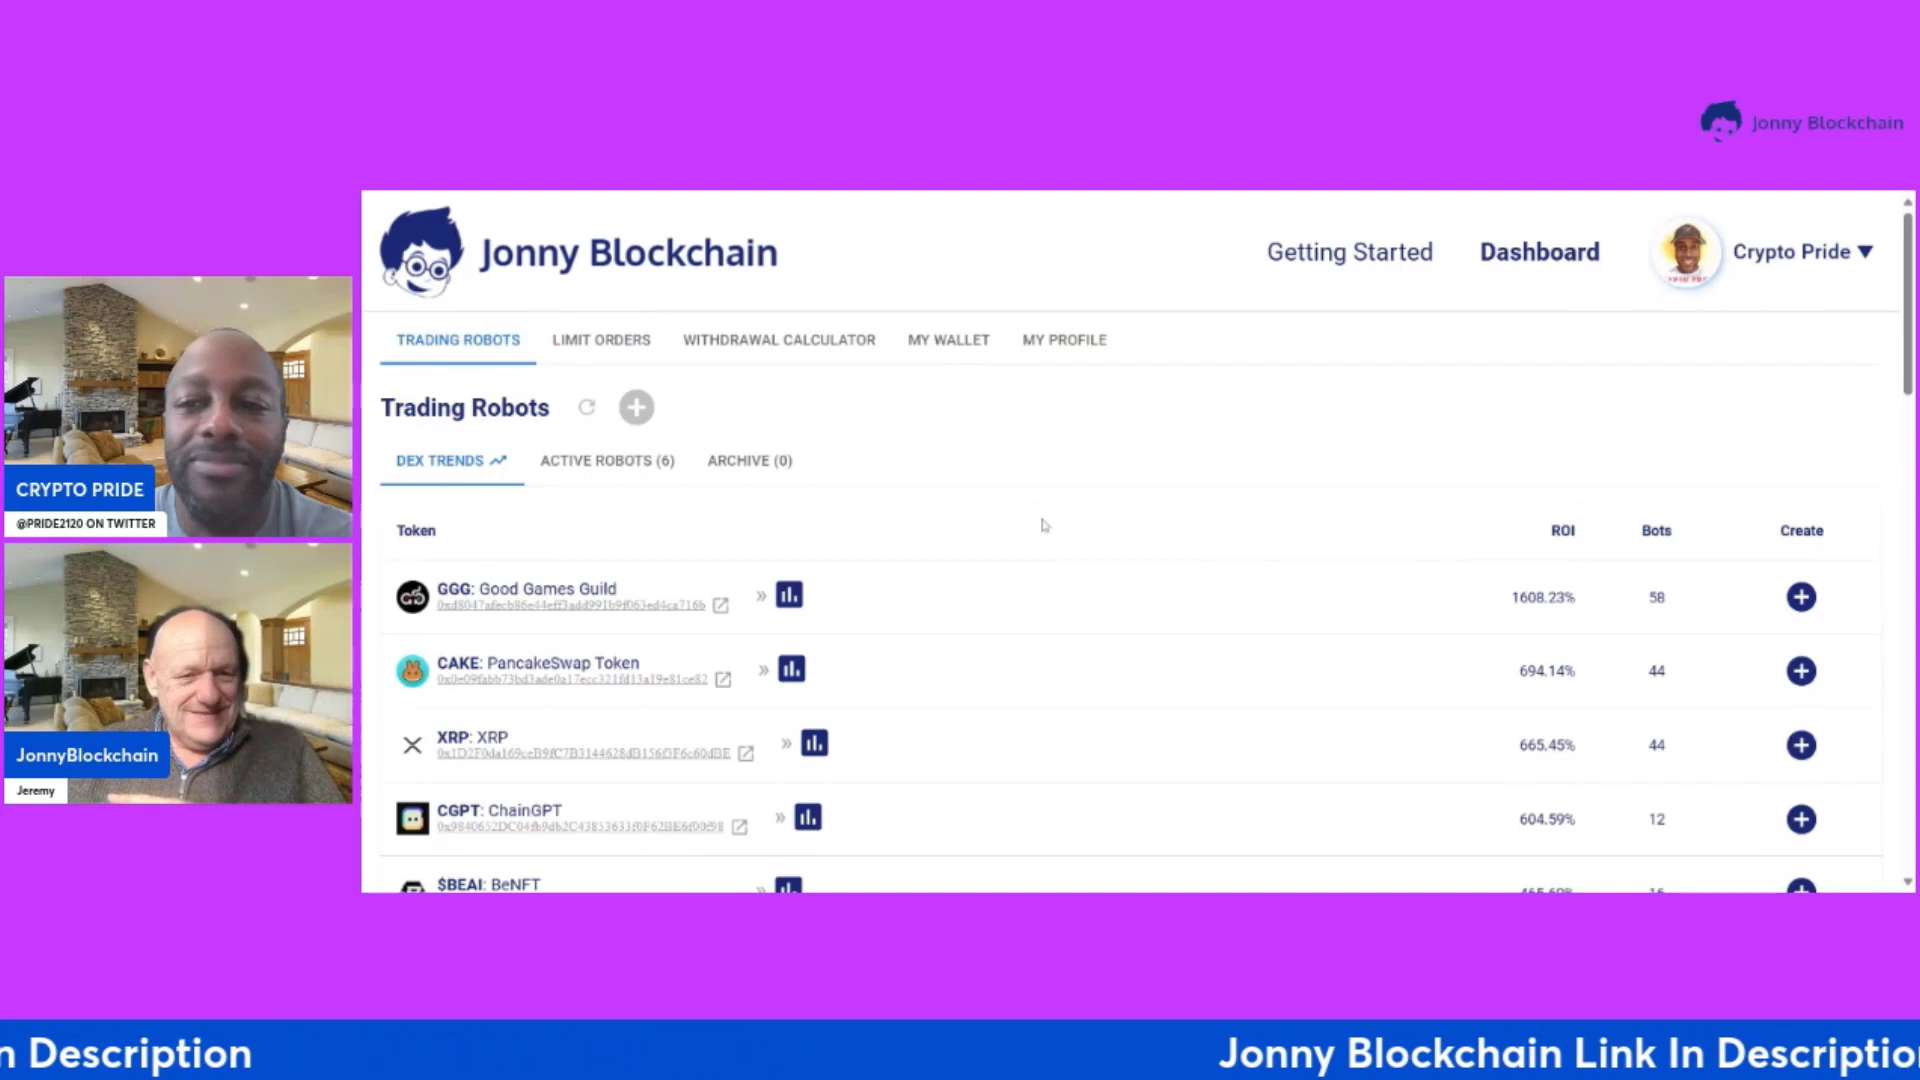 Jonny Blockchain
Jonny Blockchain
Getting Started
Dashboard
Crypto Pride
TRADING ROBOTS
LIMIT ORDERS
WITHDRAWAL CALCULATOR
MY WALLET
MY PROFILE
Trading Robots
DEX TRENDS
ACTIVE ROBOTS (6)
ARCHIVE (0)
Token
ROI
Bots
Create
GGG: Good Games Guild
1608.23%
58
CAKE: PancakeSwap Token
0x0e09fabb73bd3ade0a17ecc321fd13a19e81ce82
694.14%
44
XRP: XRP
665.45%
44
CGPT: ChainGPT
604.59%
12
$BEAI: BeNFT
CRYPTO PRIDE
@PRIDE2120 ON TWITTER
JonnyBlockchain
Jeremy
n Description
Jonny Blockchain Link In Descriptio